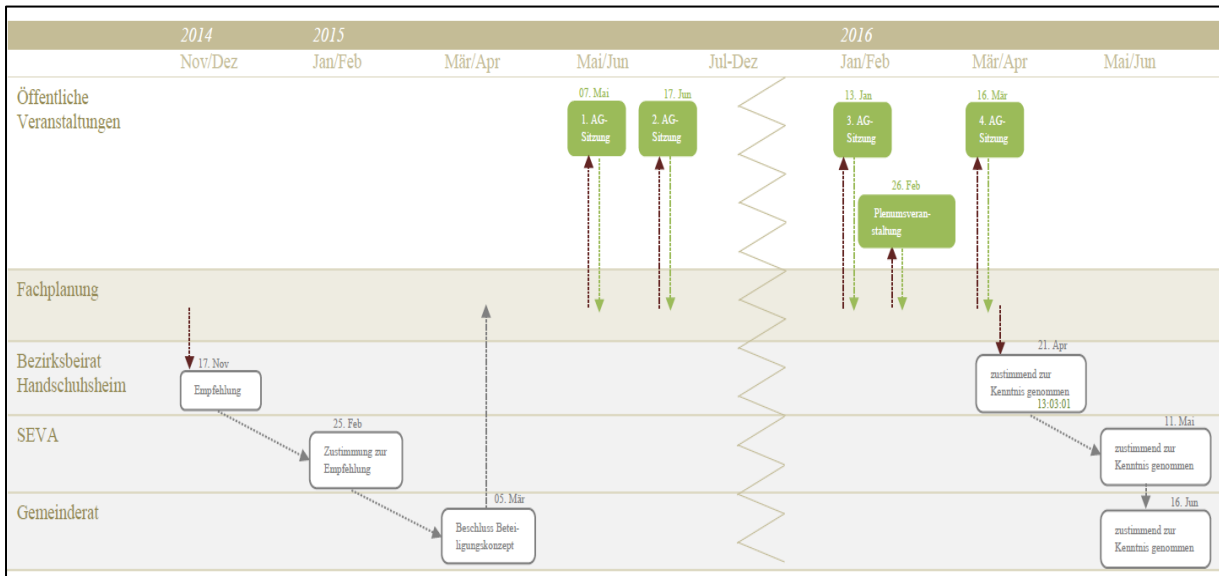 2014 2015 2016
Nov/Dez Jan/Feb Mär/Apr Mai/Jun Jul-Dez Jan/Feb Mär/Apr Mai/Jun
Öffentliche
Veranstaltungen
07. Mai
1. AG-
Sitzung
17. Jun
2. AG-
Sitzung
13. Jan
3. AG-
Sitzung
16. Mär
4. AG-
Sitzung
26. Feb
Plenumsveran-
staltung
Fachplanung
Bezirksbeirat
Handschuhsheim
17. Nov
Empfehlung
21. Apr
zustimmend zur
Kenntnis genommen
13:03:01
SEVA
25. Feb
Zustimmung zur
Empfehlung
11. Mai
zustimmend zur
Kenntnis genommen
Gemeinderat
05. Mär
Beschluss Betei-
ligungskonzept
16. Jun
zustimmend zur
Kenntnis genommen